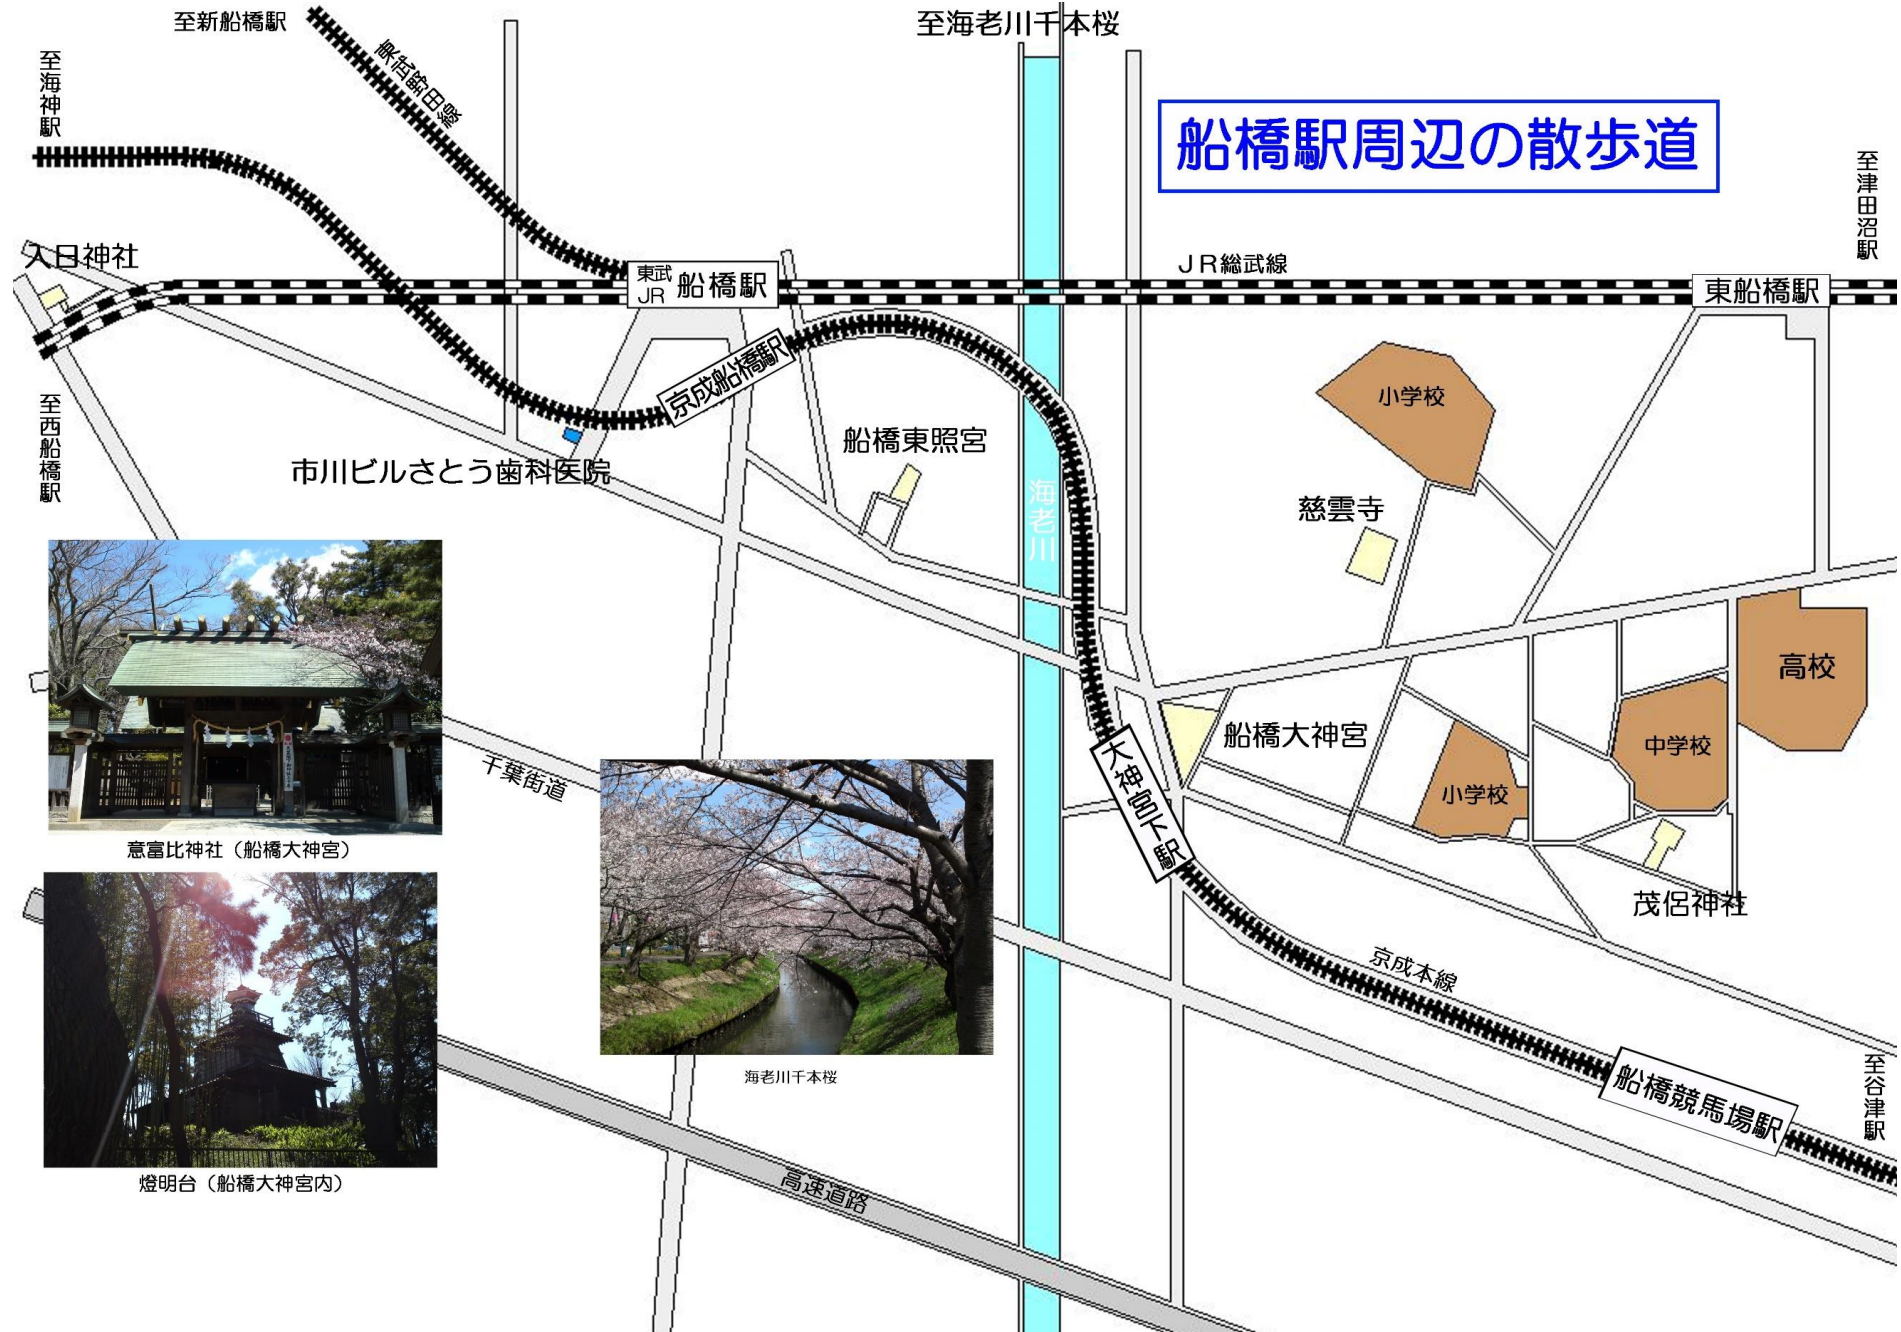 至新船橋駅
至海老川千本桜
至海神駅
東武野田線
船橋駅周辺の散歩道
至津田沼駅
入日神社
東武
JR
船橋駅
JR総武線
東船橋駅
京成船橋駅
小学校
至西船橋駅
船橋東照宮
市川ビルさとう歯科医院
海老川
慈雲寺
高校
船橋大神宮
中学校
大神宮下駅
千葉街道
小学校
意富比神社(船橋大神宮)
茂侶神社
京成本線
海老川千本桜
船橋競馬場駅
至谷津駅
燈明台(船橋大神宮内)
高速道路